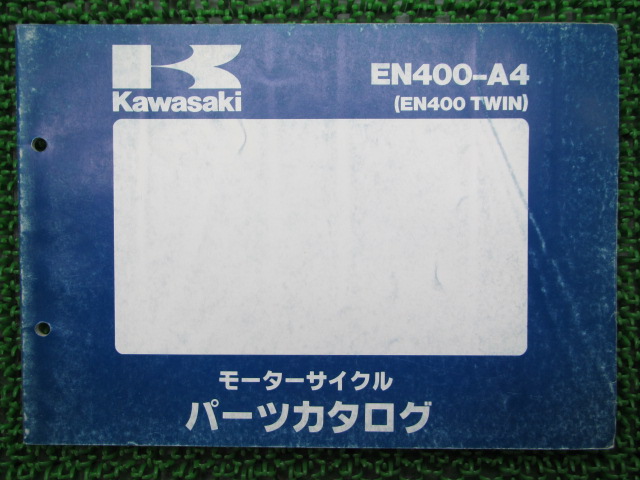 Kawasaki
EN400-A4
(EN400 TWIN)
モーターサイクル
パーツカタログ